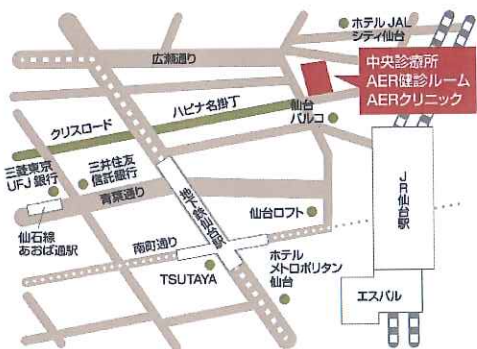 ホテルJAL
シティ仙台
広瀬通り
中央診療所
AER健診ルーム
AERクリニック
ハピナ名掛丁
仙台
パルコ
クリスロード
三菱東京
UFJ銀行
三井住友
信託銀行
青葉通り
地下鉄仙台駅
JR仙台駅
仙石線
あおば通駅
仙台ロフト
南町通り
TSUTAYA
ホテル
メトロポリタン
仙台
エスパル